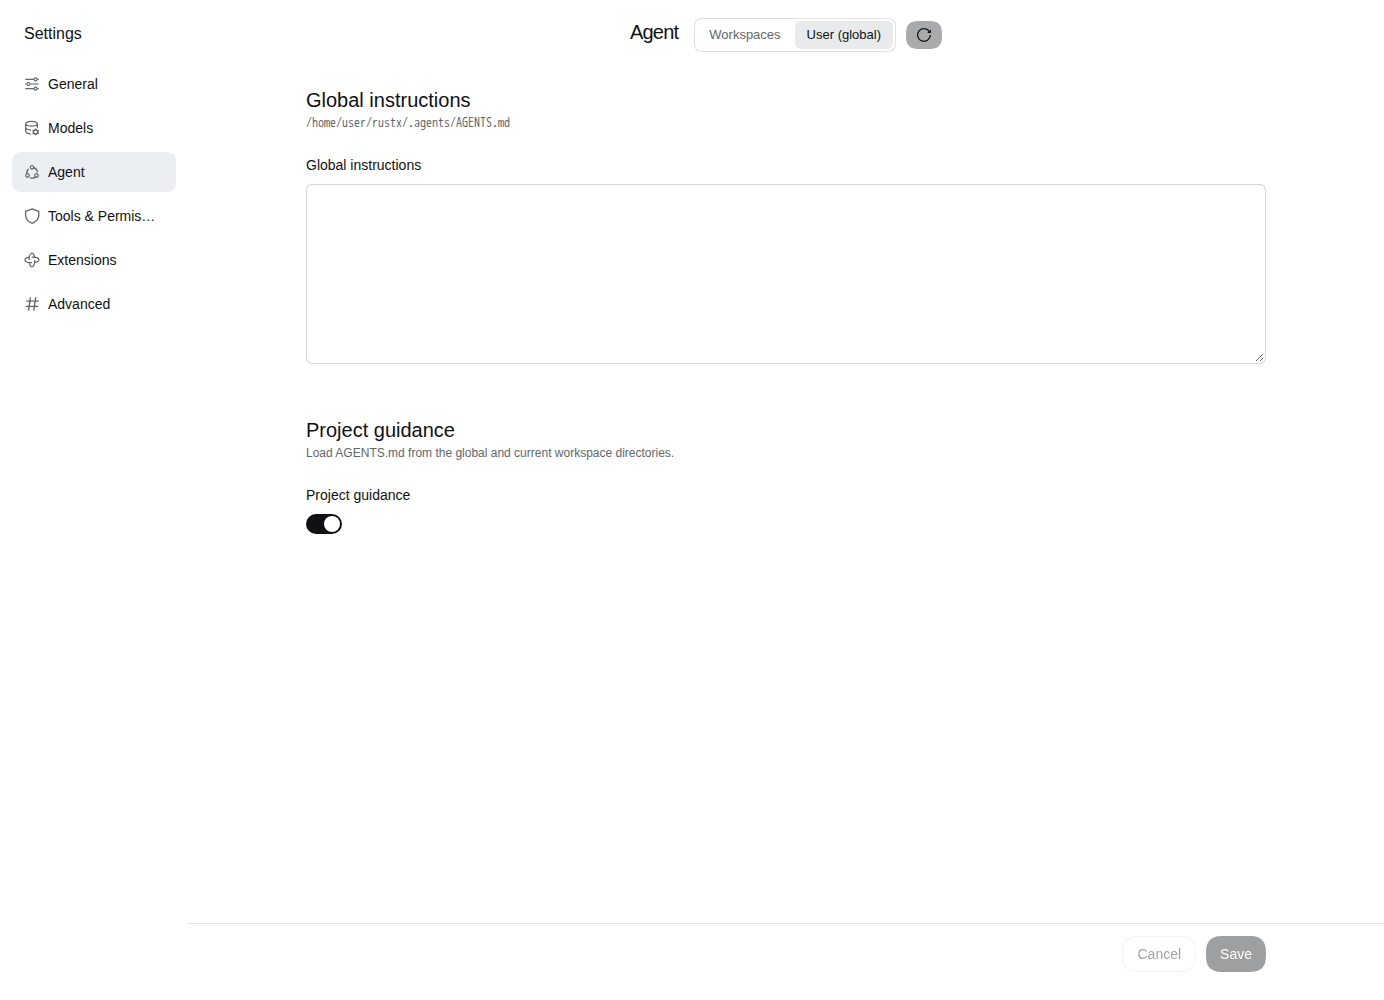 Settings
General
Models
Agent
Tools & Permis…
Extensions
Advanced
Agent
Workspaces
User (global)
Global instructions
/home/user/rustx/.agents/AGENTS.md
Global instructions
Project guidance
Load AGENTS.md from the global and current workspace directories.
Project guidance
Cancel
Save